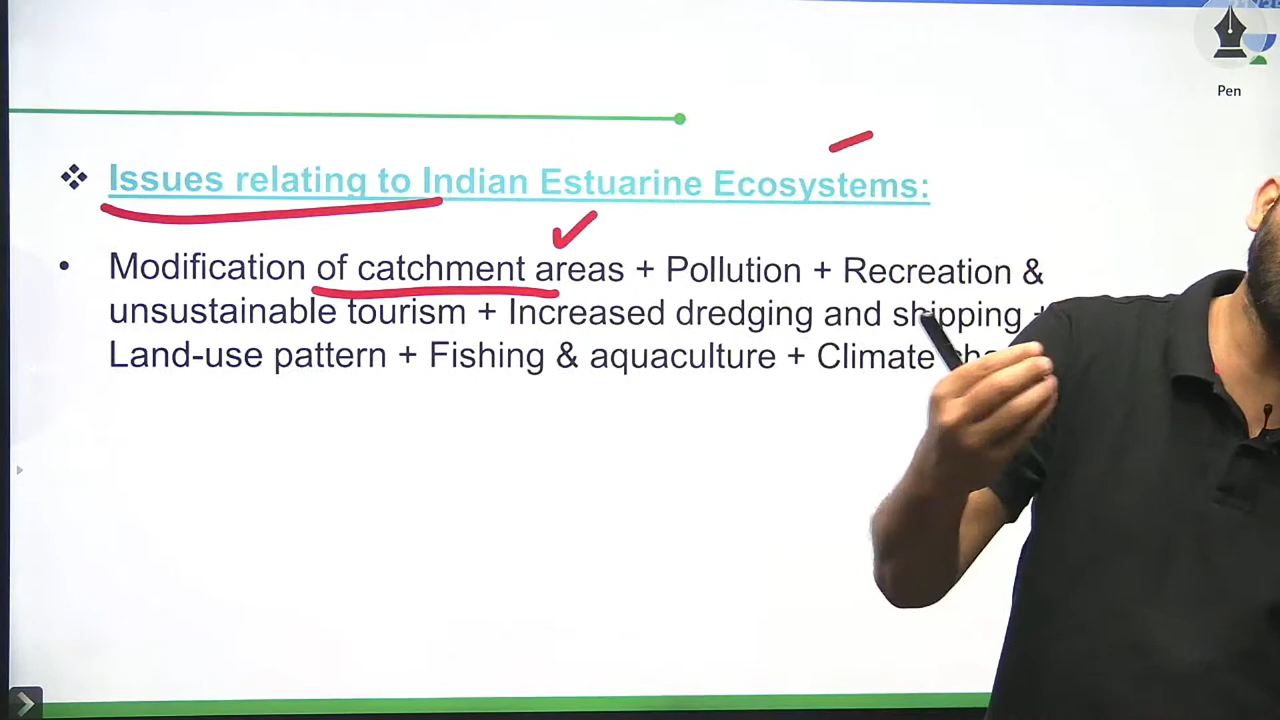 Pen
❖ Issues relating to Indian Estuarine Ecosystems:
• Modification of catchment areas + Pollution + Recreation &
unsustainable tourism + Increased dredging and shipping +
Land-use pattern + Fishing & aquaculture + Climate